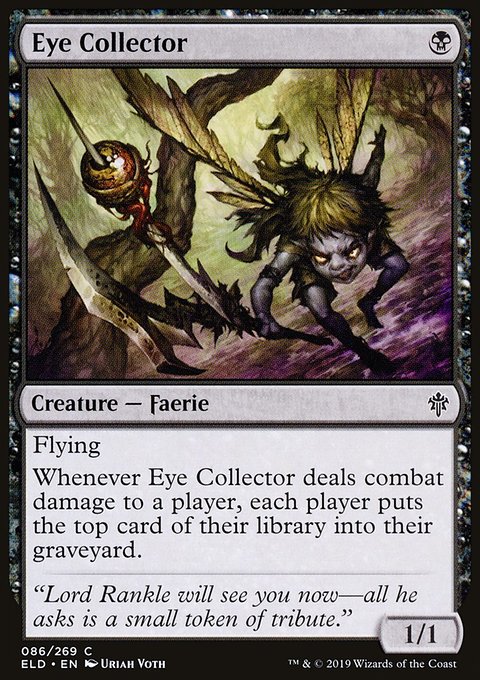 Eye Collector
Creature — Faerie
Flying
Whenever Eye Collector deals combat
damage to a player, each player puts
the top card of their library into their
graveyard.
“Lord Rankle will see you now—all he
asks is a small token of tribute.”
1/1
086/269 C
ELD • EN Uriah Voth
™ & © 2019 Wizards of the Coast